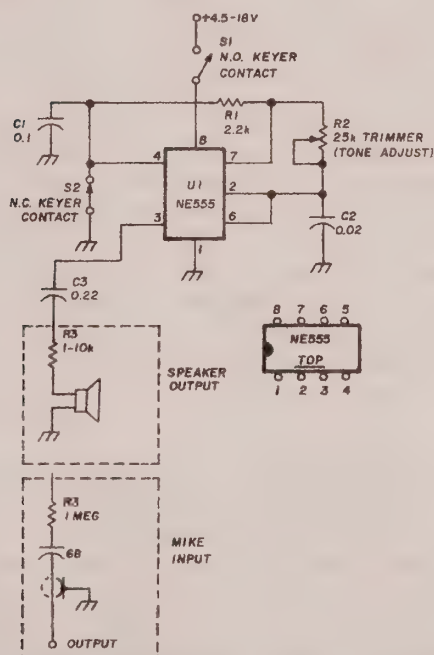 +4.5-18V
S1
N.O. KEYER
CONTACT
C1
0.1
R1
2.2k
R2
25k TRIMMER
(TONE ADJUST)
8
4
7
U1
NE555
2
S2
N.C. KEYER
CONTACT
3
6
1
C2
0.02
C3
0.22
R3
1-10k
SPEAKER
OUTPUT
8 7 6 5
NE555
TOP
1 2 3 4
R3
1 MEG
68
MIKE
INPUT
OUTPUT